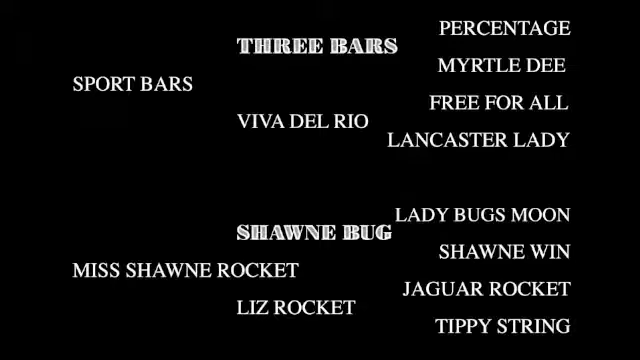 PERCENTAGE
THREE BARS
MYRTLE DEE
SPORT BARS
FREE FOR ALL
VIVA DEL RIO
LANCASTER LADY
LADY BUGS MOON
SHAWNE BUG
SHAWNE WIN
MISS SHAWNE ROCKET
JAGUAR ROCKET
LIZ ROCKET
TIPPY STRING